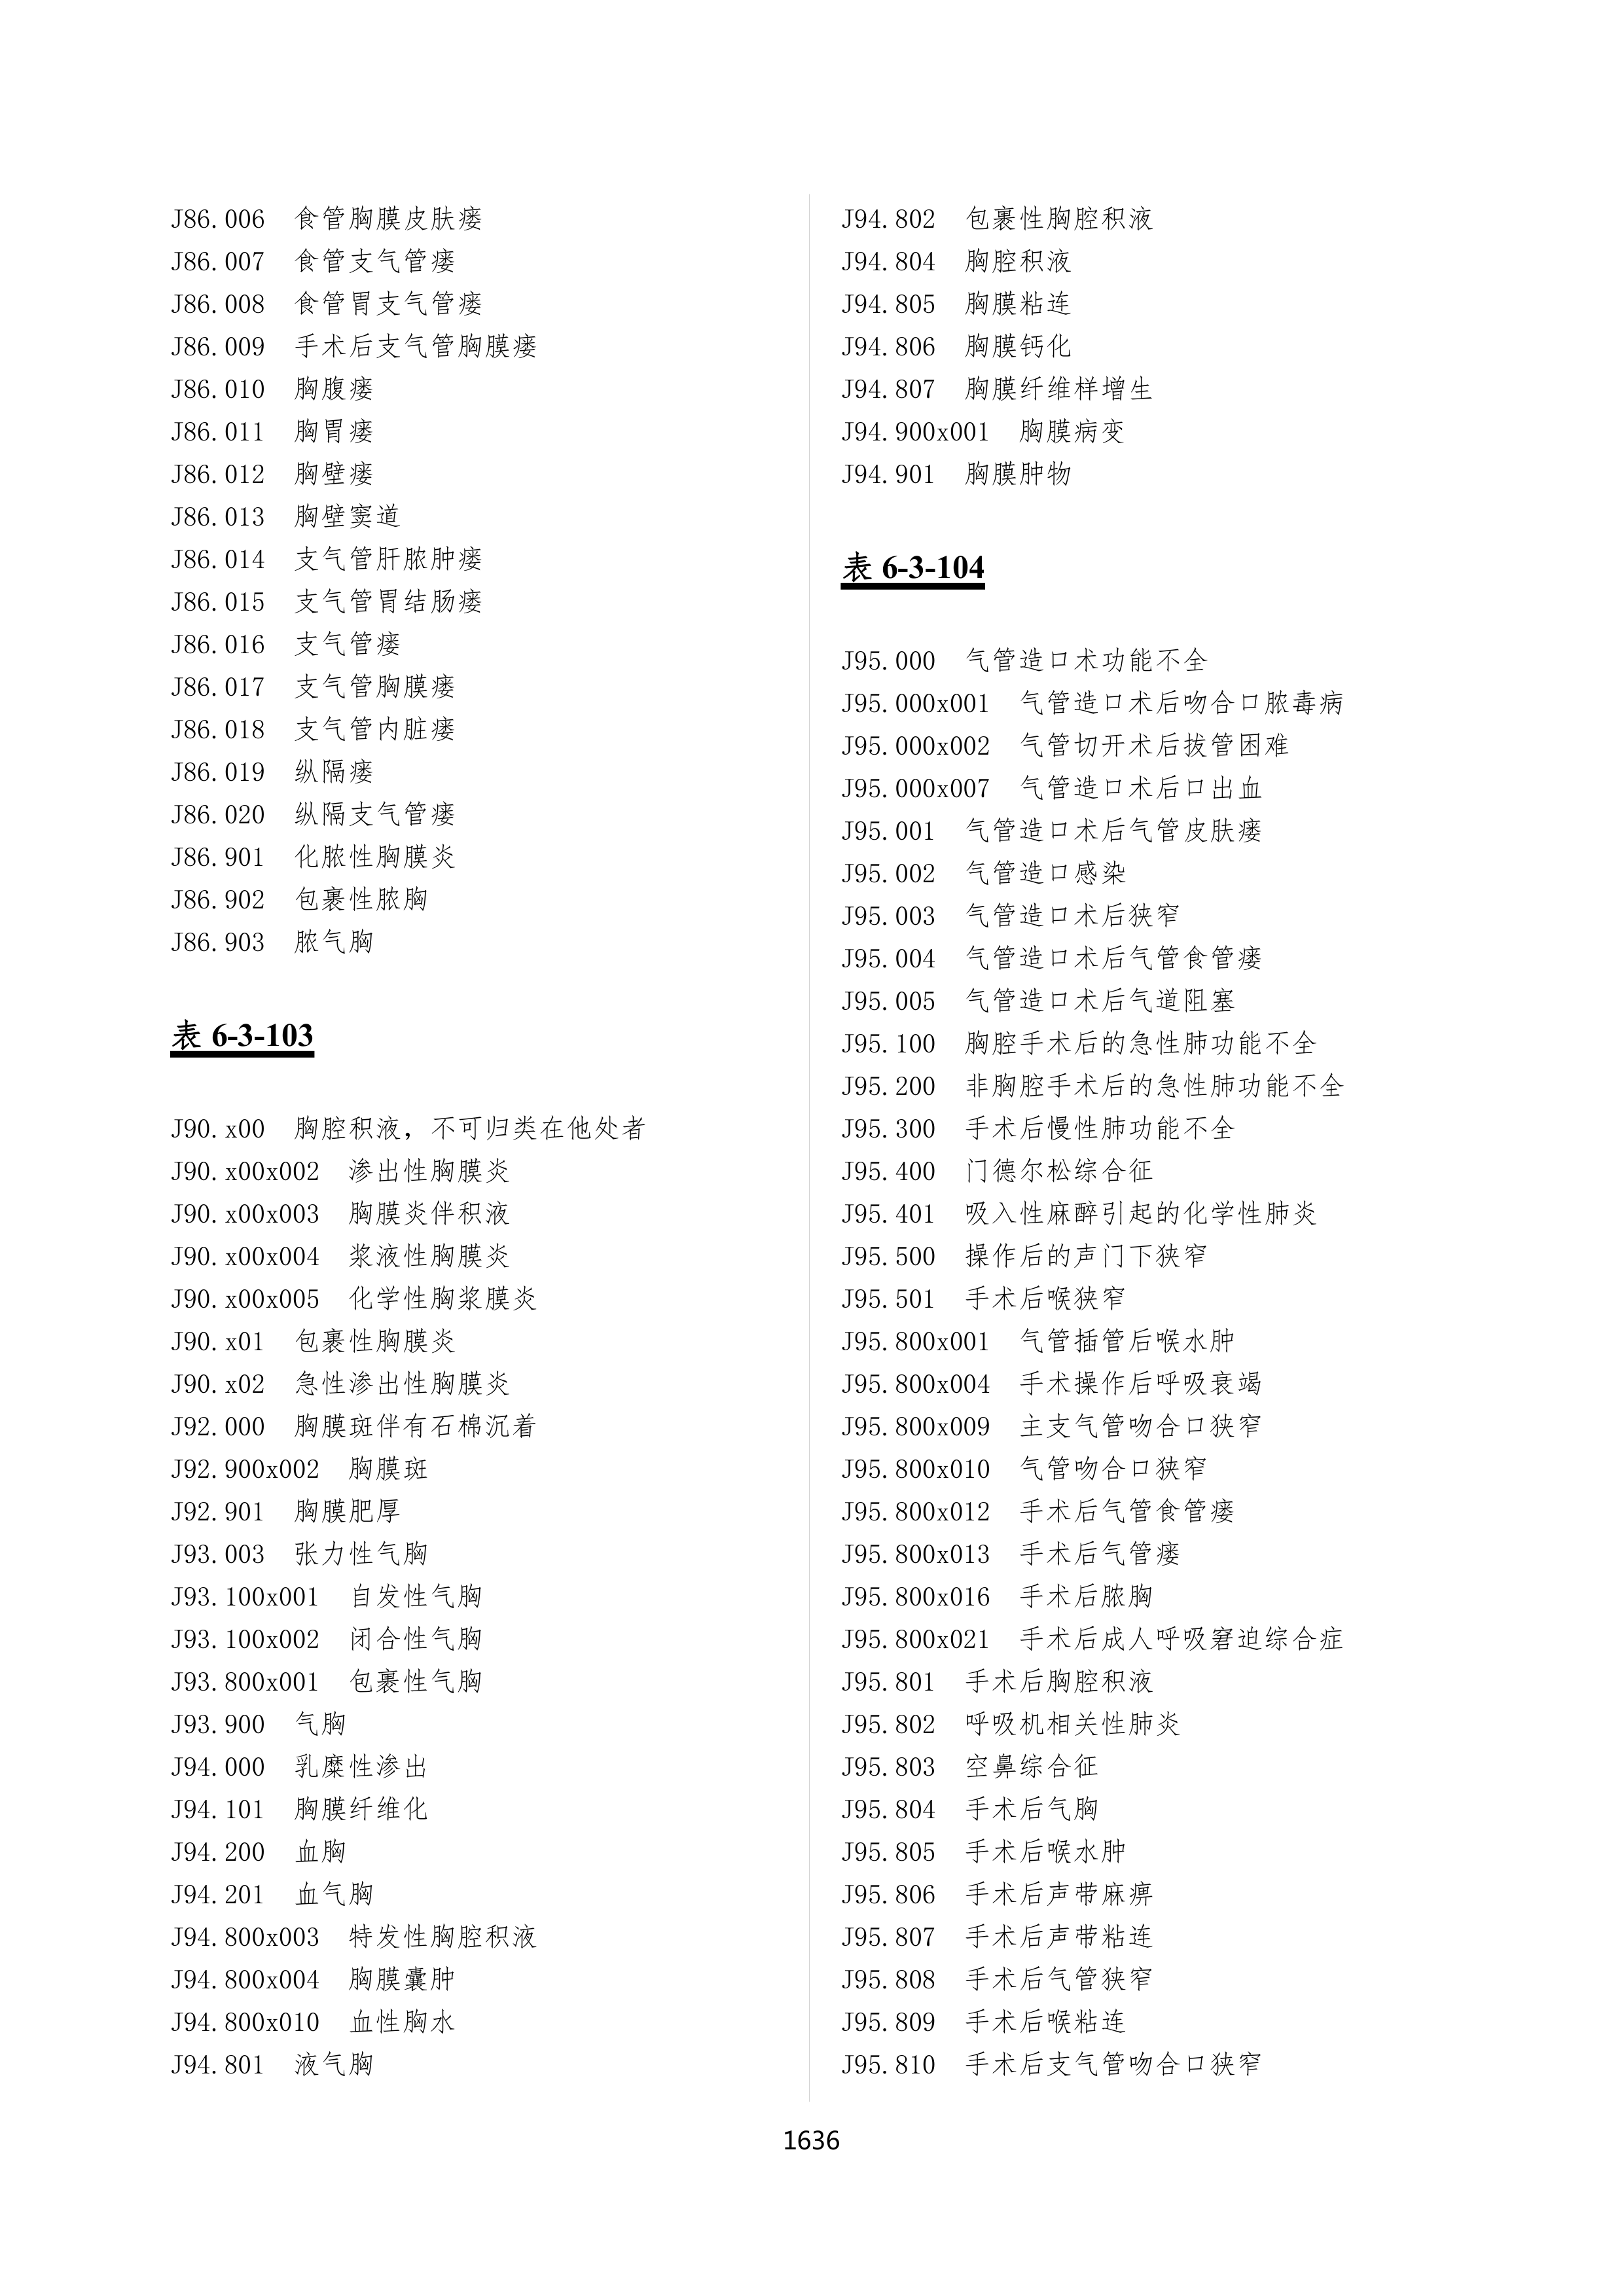 J86.006 食管胸膜皮肤瘘
J86.007 食管支气管瘘
J86.008 食管胃支气管瘘
J86.009 手术后支气管胸膜瘘
J86.010 胸腹瘘
J86.011 胸胃瘘
J86.012 胸壁瘘
J86.013 胸壁窦道
J86.014 支气管肝脓肿瘘
J86.015 支气管胃结肠瘘
J86.016 支气管瘘
J86.017 支气管胸膜瘘
J86.018 支气管内脏瘘
J86.019 纵隔瘘
J86.020 纵隔支气管瘘
J86.901 化脓性胸膜炎
J86.902 包裹性脓胸
J86.903 脓气胸
表 6-3-103
J90.x00 胸腔积液，不可归类在他处者
J90.x00x002 渗出性胸膜炎
J90.x00x003 胸膜炎伴积液
J90.x00x004 浆液性胸膜炎
J90.x00x005 化学性胸浆膜炎
J90.x01 包裹性胸膜炎
J90.x02 急性渗出性胸膜炎
J92.000 胸膜斑伴有石棉沉着
J92.900x002 胸膜斑
J92.901 胸膜肥厚
J93.003 张力性气胸
J93.100x001 自发性气胸
J93.100x002 闭合性气胸
J93.800x001 包裹性气胸
J93.900 气胸
J94.000 乳糜性渗出
J94.101 胸膜纤维化
J94.200 血胸
J94.201 血气胸
J94.800x003 特发性胸腔积液
J94.800x004 胸膜囊肿
J94.800x010 血性胸水
J94.801 液气胸
J94.802 包裹性胸腔积液
J94.804 胸腔积液
J94.805 胸膜粘连
J94.806 胸膜钙化
J94.807 胸膜纤维样增生
J94.900x001 胸膜病变
J94.901 胸膜肿物
表 6-3-104
J95.000 气管造口术功能不全
J95.000x001 气管造口术后吻合口脓毒病
J95.000x002 气管切开术后拔管困难
J95.000x007 气管造口术后口出血
J95.001 气管造口术后气管皮肤瘘
J95.002 气管造口感染
J95.003 气管造口术后狭窄
J95.004 气管造口术后气管食管瘘
J95.005 气管造口术后气道阻塞
J95.100 胸腔手术后的急性肺功能不全
J95.200 非胸腔手术后的急性肺功能不全
J95.300 手术后慢性肺功能不全
J95.400 门德尔松综合征
J95.401 吸入性麻醉引起的化学性肺炎
J95.500 操作后的声门下狭窄
J95.501 手术后喉狭窄
J95.800x001 气管插管后喉水肿
J95.800x004 手术操作后呼吸衰竭
J95.800x009 主支气管吻合口狭窄
J95.800x010 气管吻合口狭窄
J95.800x012 手术后气管食管瘘
J95.800x013 手术后气管瘘
J95.800x016 手术后脓胸
J95.800x021 手术后成人呼吸窘迫综合症
J95.801 手术后胸腔积液
J95.802 呼吸机相关性肺炎
J95.803 空鼻综合征
J95.804 手术后气胸
J95.805 手术后喉水肿
J95.806 手术后声带麻痹
J95.807 手术后声带粘连
J95.808 手术后气管狭窄
J95.809 手术后喉粘连
J95.810 手术后支气管吻合口狭窄
1636